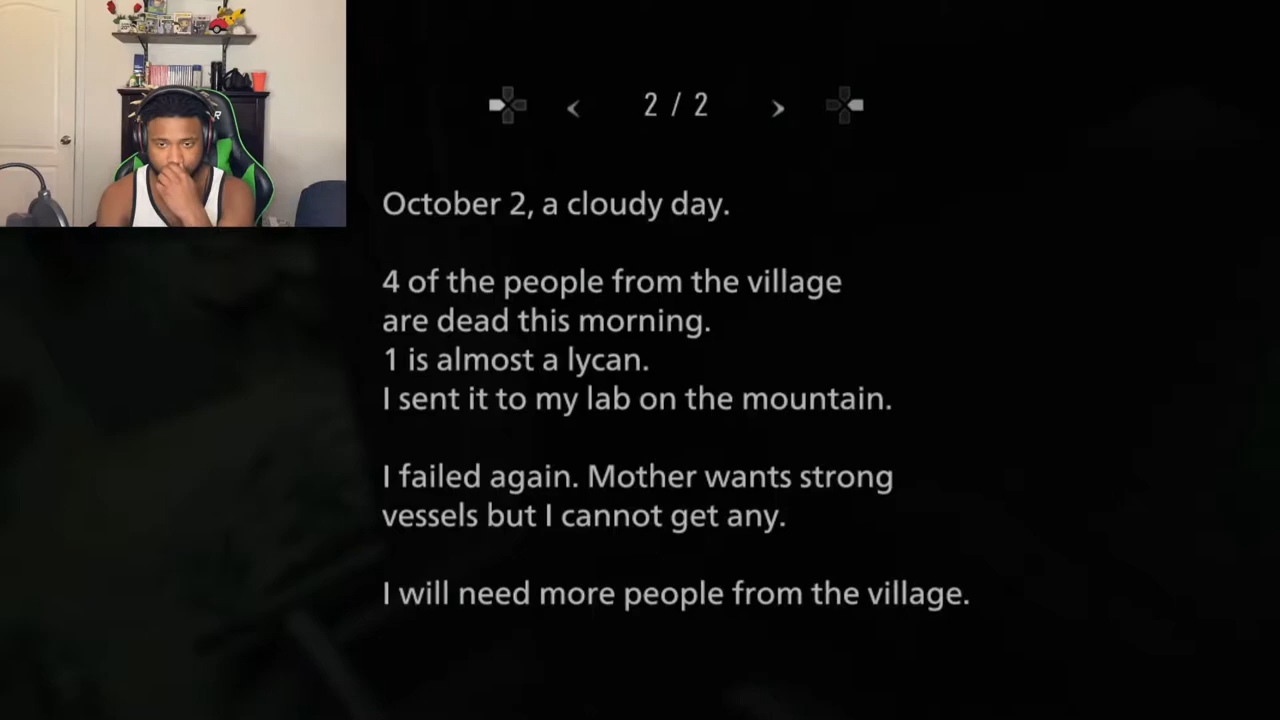 2 / 2
October 2, a cloudy day.
4 of the people from the village
are dead this morning.
1 is almost a lycan.
I sent it to my lab on the mountain.
I failed again. Mother wants strong
vessels but I cannot get any.
I will need more people from the village.